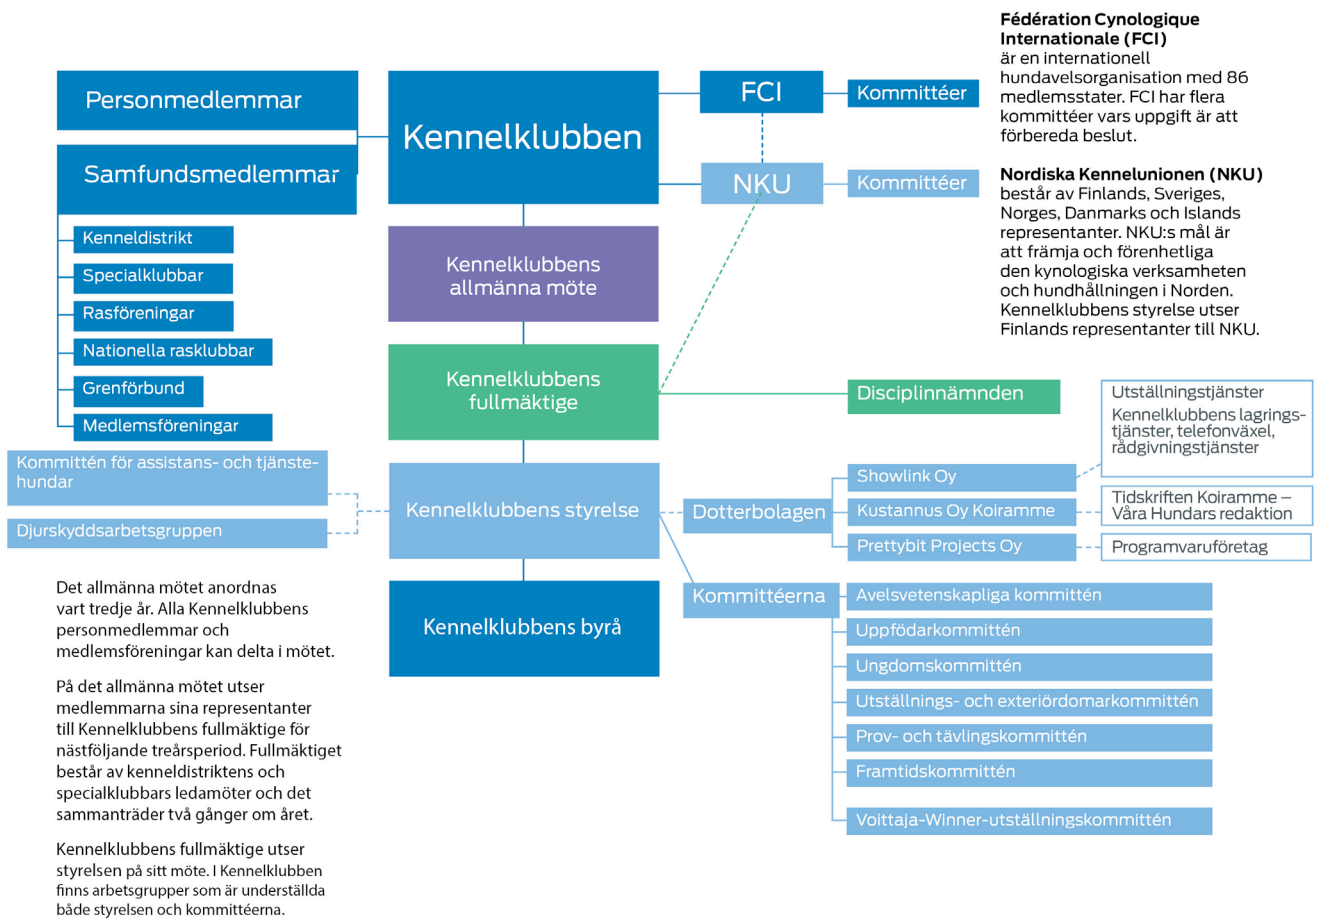 Personmedlemmar
Samfundsmedlemmar
Kenneldistrikt
Specialklubbar
Rasföreningar
Nationella rasklubbar
Grenförbund
Medlemsföreningar
Kommittén för assistans- och tjänste-
hundar
Djurskyddsarbetsgruppen
Kennelklubben
Kennelklubbens
allmänna möte
Kennelklubbens
fullmäktige
Kennelklubbens styrelse
Kennelklubbens byrå
FCI
Kommittéer
NKU
Kommittéer
Fédération Cynologique
Internationale (FCI)
är en internationell
hundavelsorganisation med 86
medlemsstater. FCI har flera
kommittéer vars uppgift är att
förbereda beslut.
Nordiska Kennelunionen (NKU)
består av Finlands, Sveriges,
Norges, Danmarks och Islands
representanter. NKU:s mål är
att främja och förenhetliga
den kynologiska verksamheten
och hundhållningen i Norden.
Kennelklubbens styrelse utser
Finlands representanter till NKU.
Disciplinnämnden
Dotterbolagen
Showlink Oy
Kustannus Oy Koiramme
Prettybit Projects Oy
Utställningstjänster
Kennelklubbens lagrings-
tjänster, telefonväxel,
rådgivningstjänster
Tidskriften Koiramme –
Våra Hundars redaktion
Programvaruföretag
Kommittéerna
Avelsvetenskapliga kommittén
Uppfödarkommittén
Ungdomskommittén
Utställnings- och exteriördomarkommittén
Prov- och tävlingskommittén
Framtidskommittén
Voittaja-Winner-utställningskommittén
Det allmänna mötet anordnas
vart tredje år. Alla Kennelklubbens
personmedlemmar och
medlemsföreningar kan delta i mötet.
På det allmänna mötet utser
medlemmarna sina representanter
till Kennelklubbens fullmäktige för
nästföljande treårsperiod. Fullmäktiget
består av kenneldistriktens och
specialklubbars ledamöter och det
sammanträder två gånger om året.
Kennelklubbens fullmäktige utser
styrelsen på sitt möte. I Kennelklubben
finns arbetsgrupper som är underställda
både styrelsen och kommittéerna.